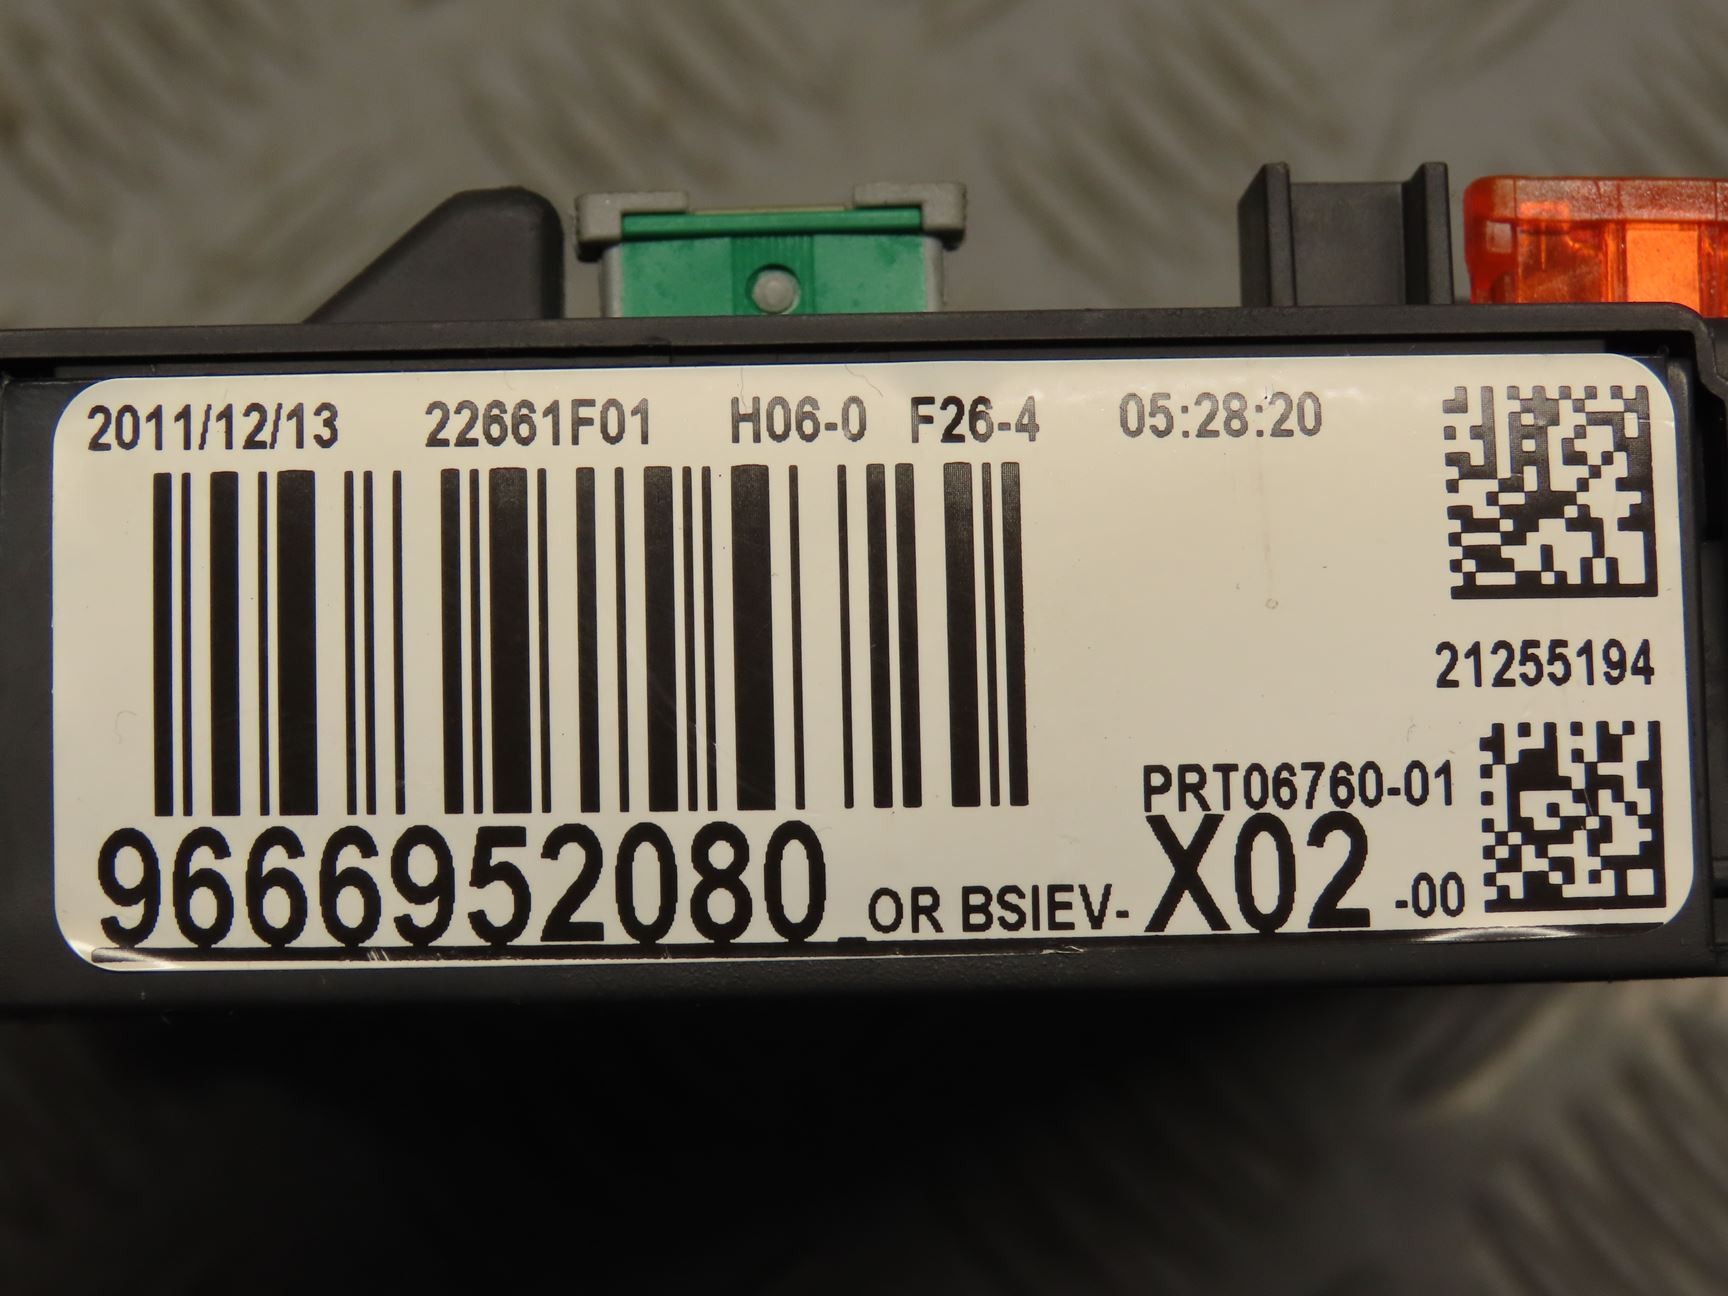 2011/12/13 22661F01 H06-0 F26-4 05:28:20
21255194
PRT06760-01
9666952080 OR BSIEV-X02-00